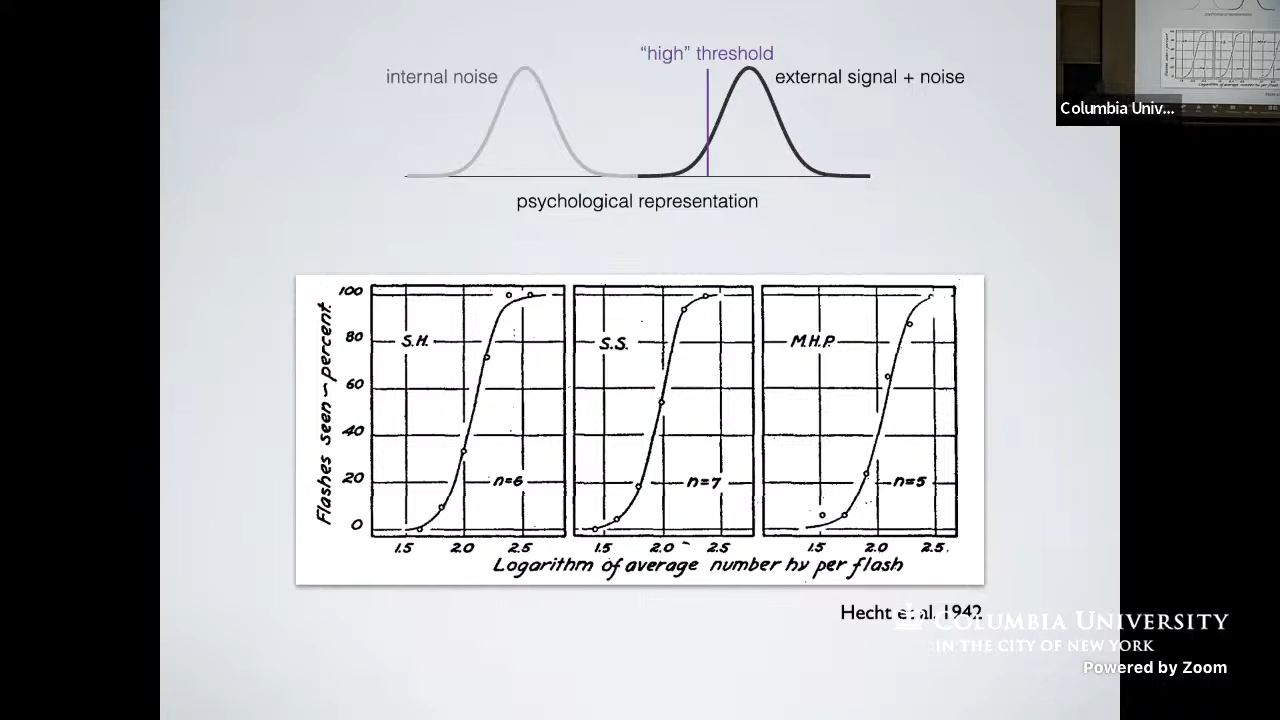 "high" threshold
internal noise
external signal + noise
psychological representation
Flashes seen ~ percent
100
80
60
40
20
0
S.H.
n=6
S.S.
n=7
M.H.P.
n=5
1.5 2.0 2.5
1.5 2.0 2.5
1.5 2.0 2.5.
Logarithm of average number hν per flash
Hecht et al. 1942
Columbia Univ...
COLUMBIA UNIVERSITY
IN THE CITY OF NEW YORK
Powered by Zoom